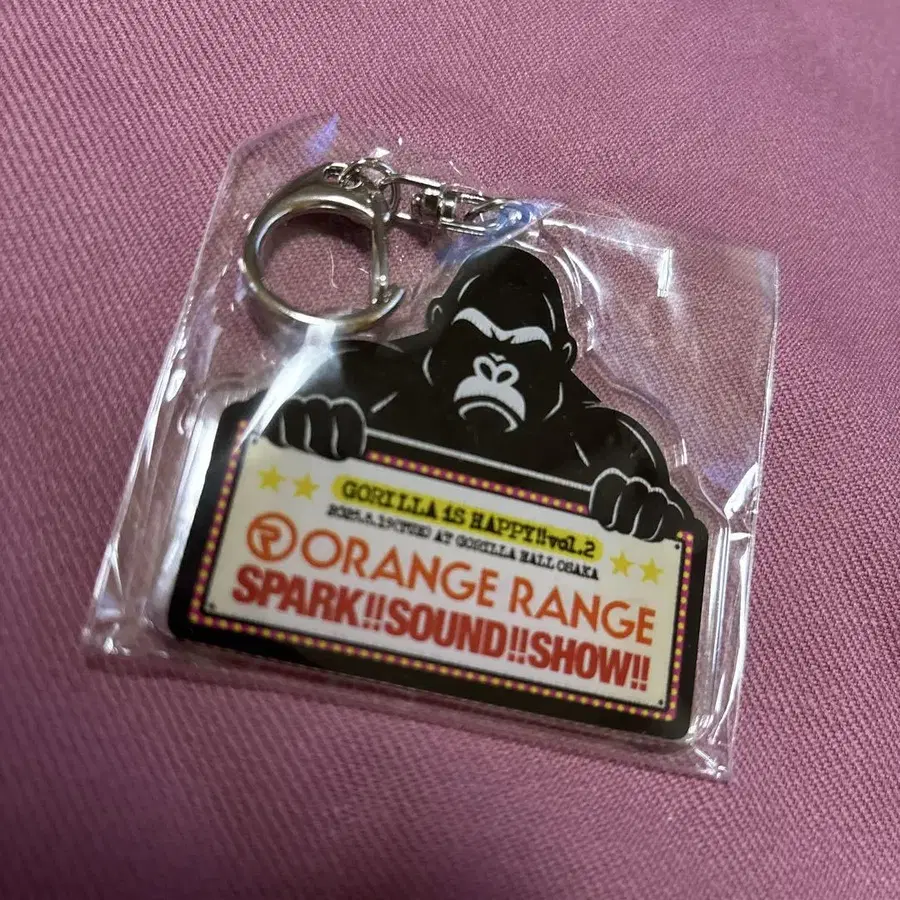 GORILLA iS HAPPY!!vol.2
AT GORILLA HALL OSAKA
ORANGE RANGE
SPARK!!SOUND!!SHOW!!